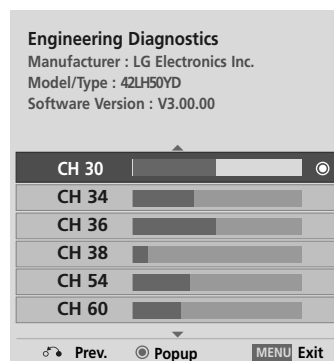 Engineering Diagnostics
Manufacturer : LG Electronics Inc.
Model/Type : 42LH50YD
Software Version : V3.00.00
CH 30
CH 34
CH 36
CH 38
CH 54
CH 60
Prev. Popup MENU Exit